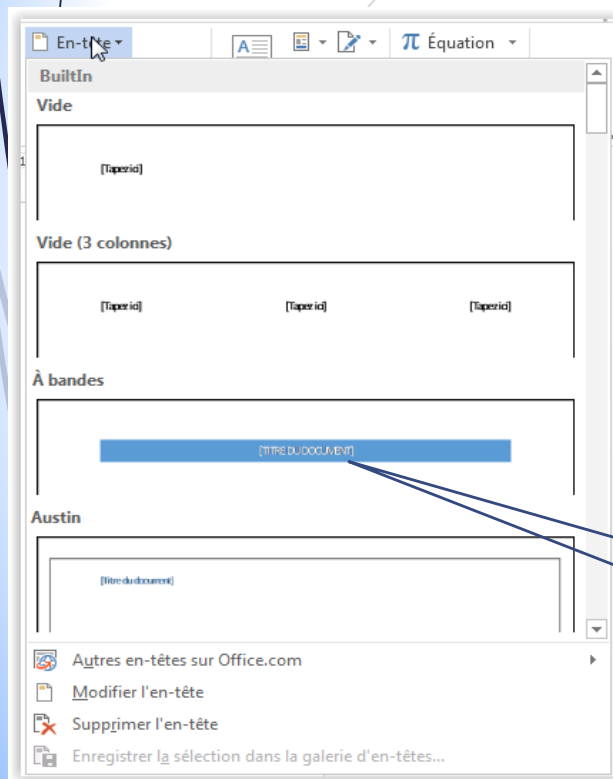 En-tête
π Équation
BuiltIn
Vide
[Tapez ici]
Vide (3 colonnes)
[Tapez ici] [Tapez ici] [Tapez ici]
À bandes
[TITRE DU DOCUMENT]
Austin
[Titre du document]
Autres en-têtes sur Office.com
Modifier l'en-tête
Supprimer l'en-tête
Enregistrer la sélection dans la galerie d'en-têtes...